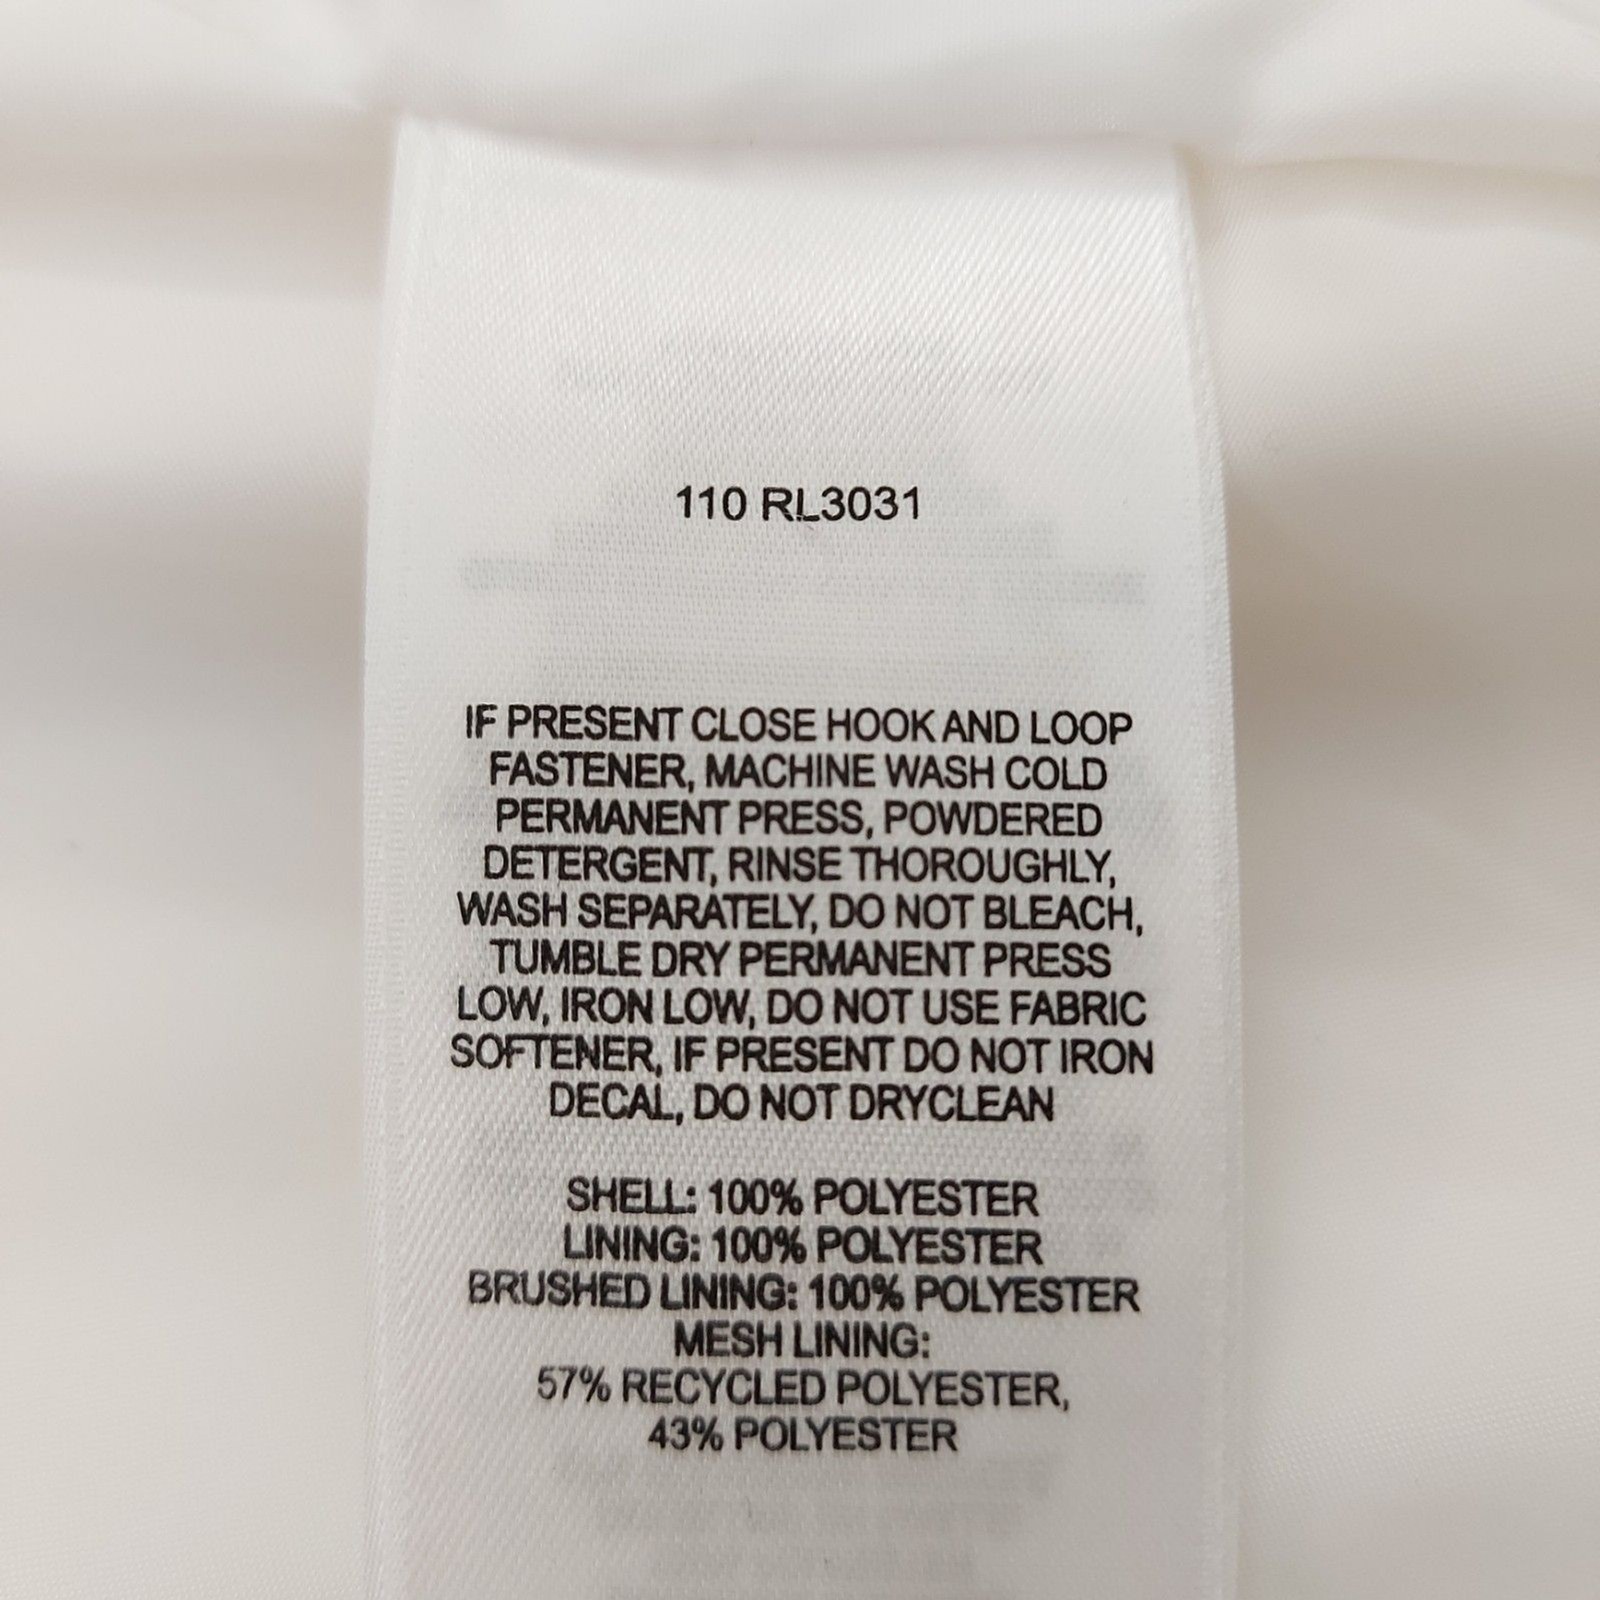 110 RL3031
IF PRESENT CLOSE HOOK AND LOOP
FASTENER, MACHINE WASH COLD
PERMANENT PRESS, POWDERED
DETERGENT, RINSE THOROUGHLY,
WASH SEPARATELY, DO NOT BLEACH,
TUMBLE DRY PERMANENT PRESS
LOW, IRON LOW, DO NOT USE FABRIC
SOFTENER, IF PRESENT DO NOT IRON
DECAL, DO NOT DRYCLEAN
SHELL: 100% POLYESTER
LINING: 100% POLYESTER
BRUSHED LINING: 100% POLYESTER
MESH LINING:
57% RECYCLED POLYESTER,
43% POLYESTER